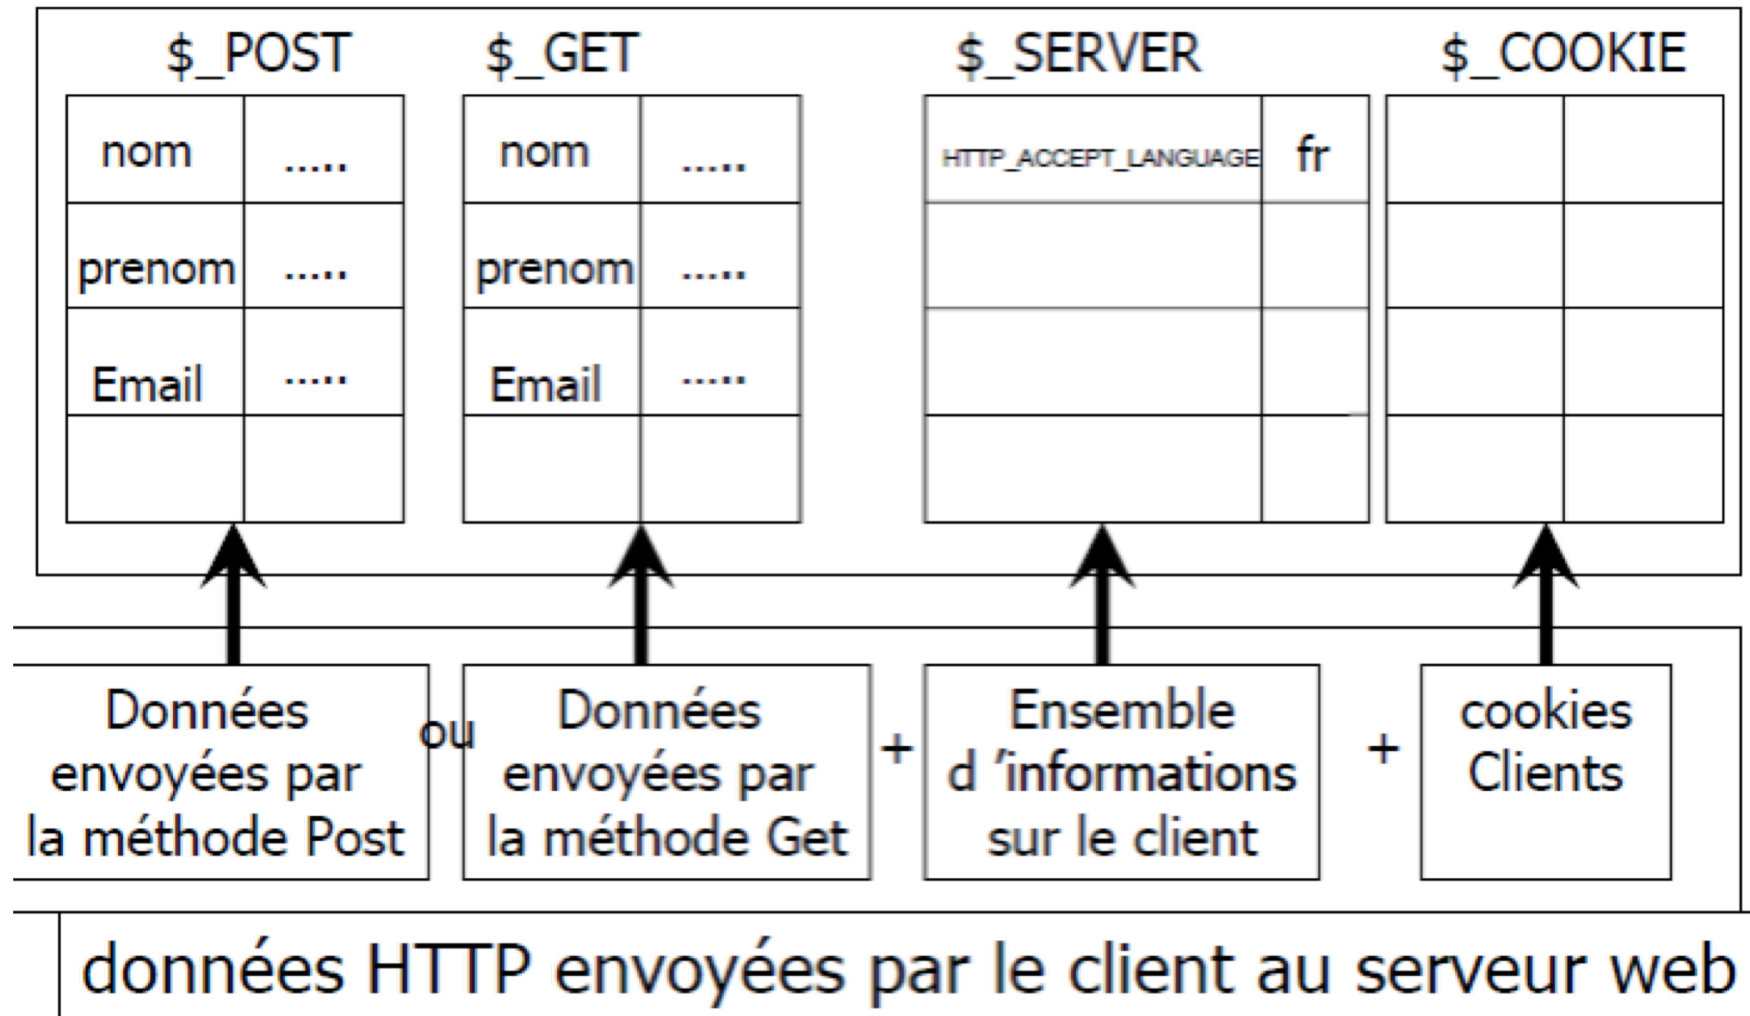 $_POST $_GET $_SERVER $_COOKIE
nom ..... nom ..... HTTP_ACCEPT_LANGUAGE fr
prenom ..... prenom .....
Email ..... Email .....
Données
envoyées par
la méthode Post
ou
Données
envoyées par
la méthode Get
+
Ensemble
d 'informations
sur le client
+
cookies
Clients
données HTTP envoyées par le client au serveur web